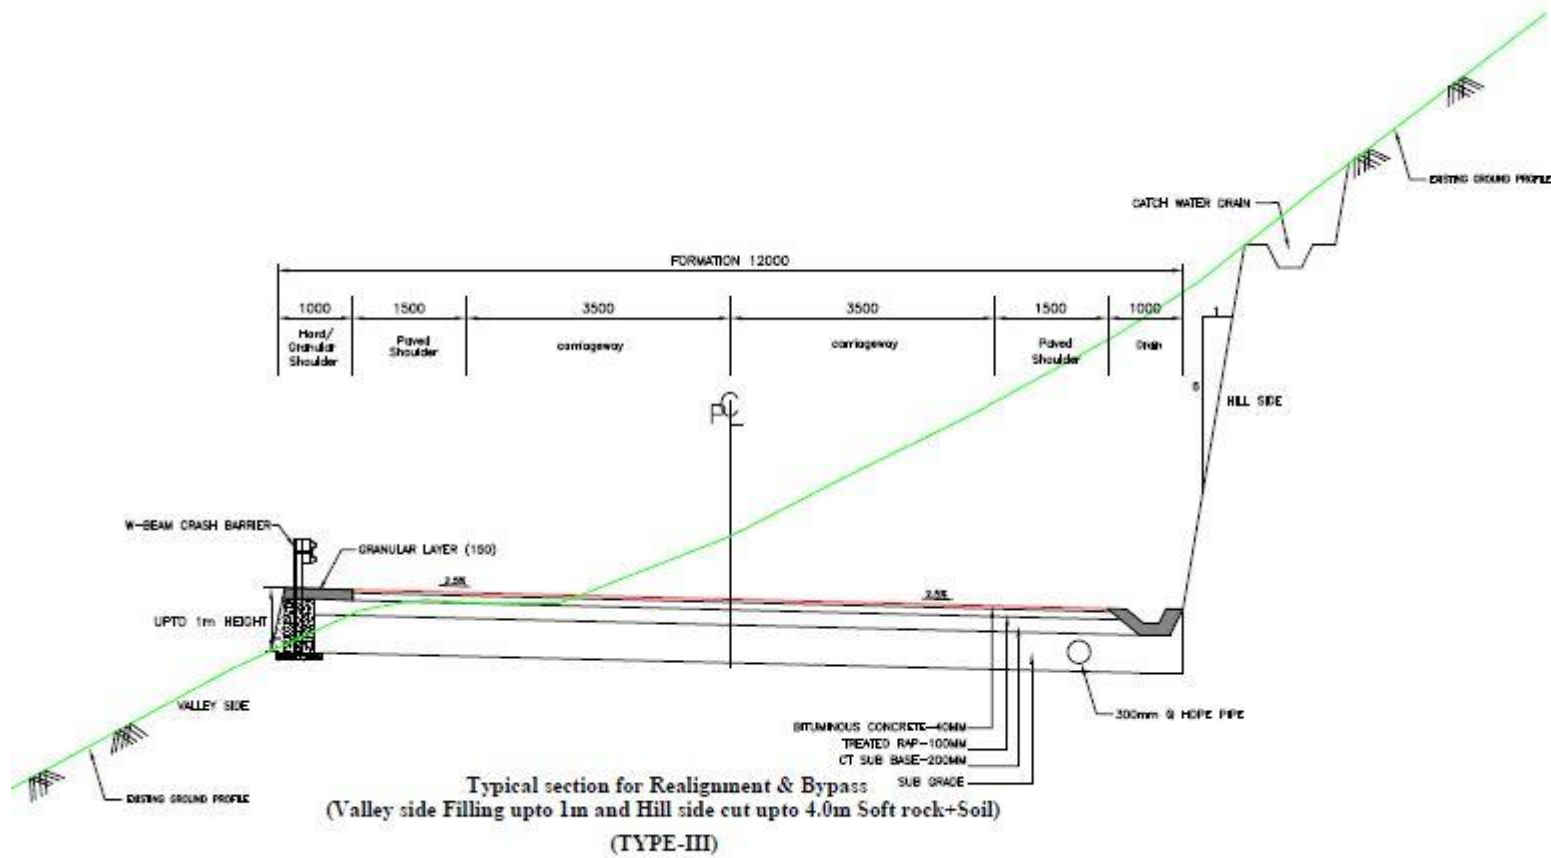 EXISTING GROUND PROFILE
CATCH WATER DRAIN
FORMATION 12000
1000 1500 3500 3500 1500 1000
Hard/
Granular
Shoulder
Paved
Shoulder
carriageway
carriageway
Paved
Shoulder
Drain
1
HILL SIDE
W-BEAM CRASH BARRIER
GRANULAR LAYER (150)
2.5%
2.5%
UPTO 1m HEIGHT
VALLEY SIDE
300mm Ø HDPE PIPE
BITUMINOUS CONCRETE-40MM
TREATED RAP-100MM
CT SUB BASE-200MM
SUB GRADE
EXISTING GROUND PROFILE
Typical section for Realignment & Bypass
(Valley side Filling upto 1m and Hill side cut upto 4.0m Soft rock+Soil)
(TYPE-III)